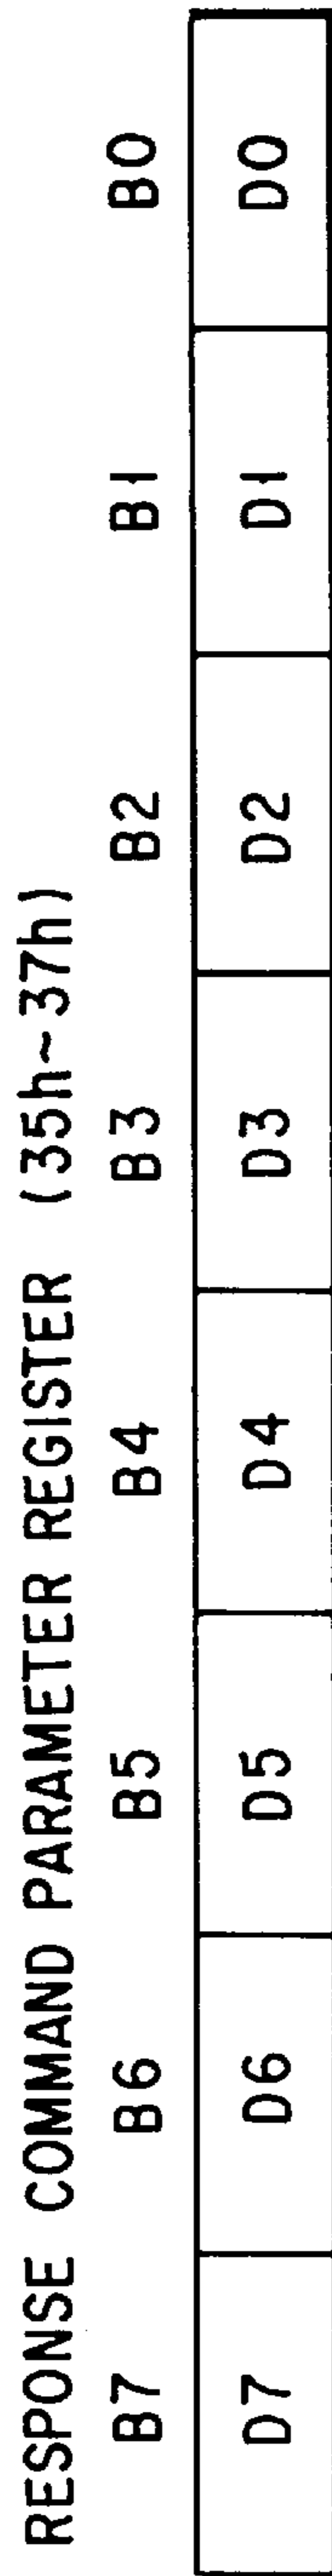 RESPONSE COMMAND PARAMETER REGISTER (35h~37h)
B7 B6 B5 B4 B3 B2 B1 B0
D7 D6 D5 D4 D3 D2 D1 D0